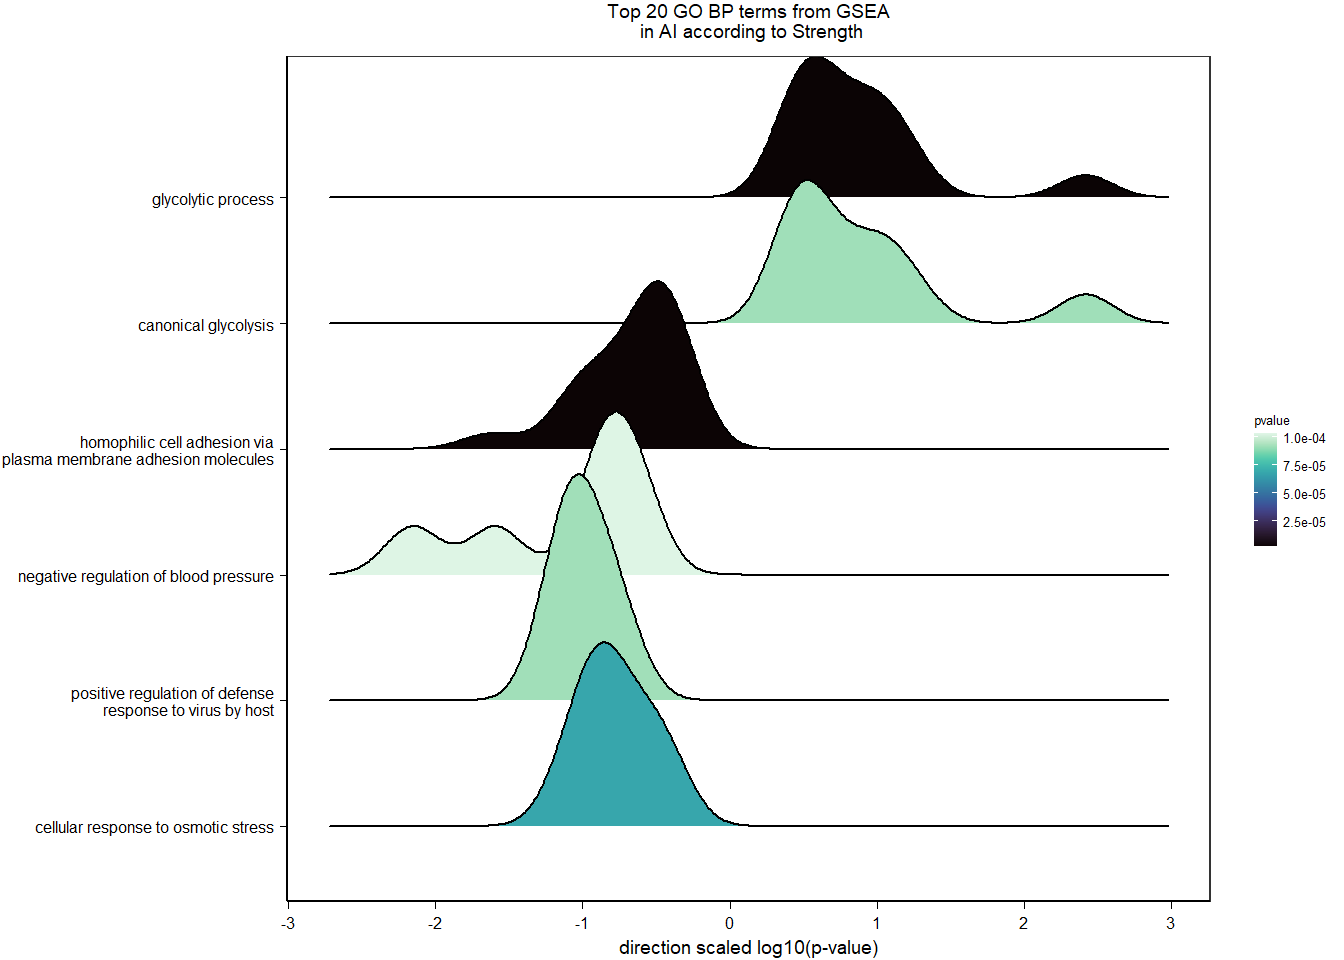 Top 20 GO BP terms from GSEA
in AI according to Strength
glycolytic process
canonical glycolysis
homophilic cell adhesion via
plasma membrane adhesion molecules
negative regulation of blood pressure
positive regulation of defense
response to virus by host
cellular response to osmotic stress
-3 -2 -1 0 1 2 3
direction scaled log10(p-value)
pvalue
1.0e-04
7.5e-05
5.0e-05
2.5e-05